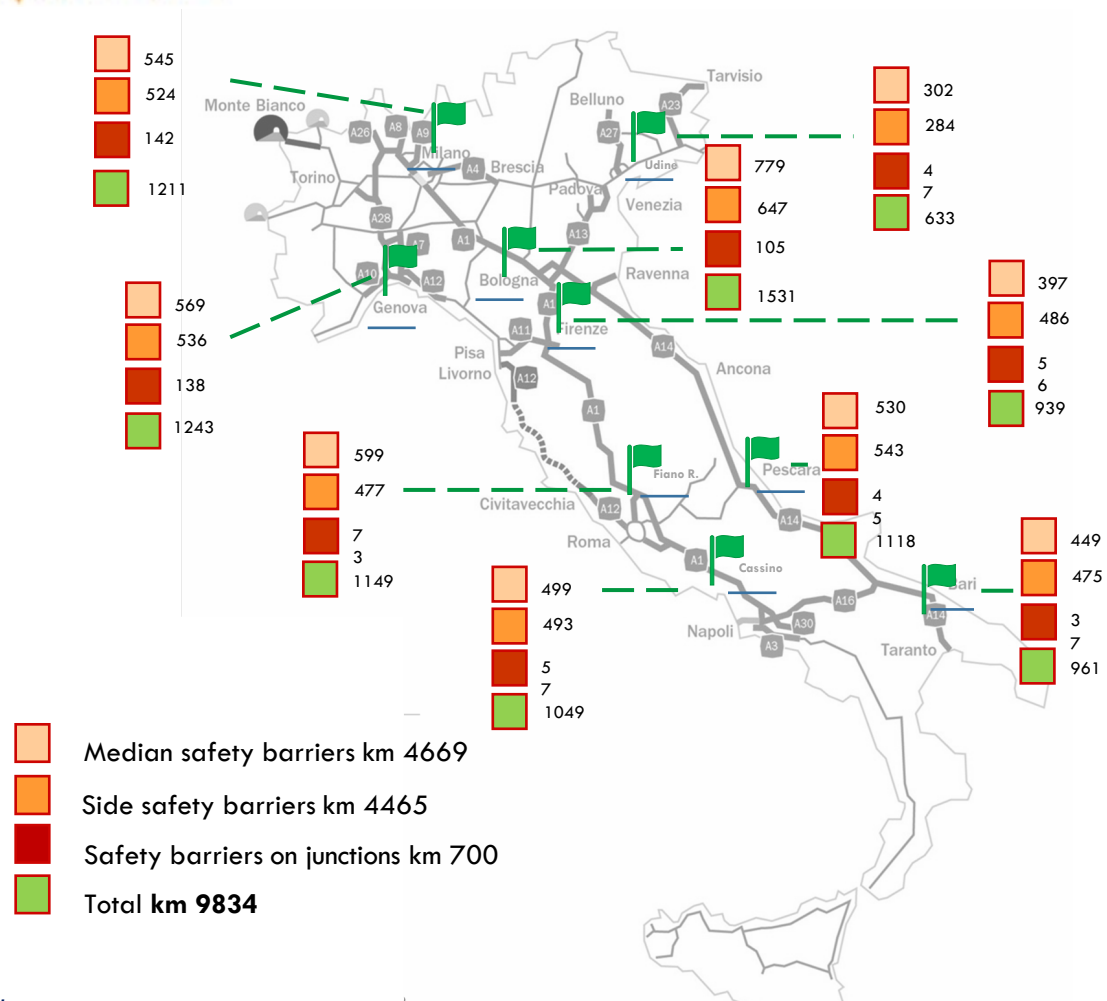 545
524
142
1211
302
284
4
7
633
779
647
105
1531
569
536
138
1243
397
486
5
6
939
530
543
4
5
1118
599
477
7
3
1149
499
493
5
7
1049
449
475
3
7
961
Tarvisio
Monte Bianco
Belluno
A23
A26
A8
A9
A27
Milano
Udine
A4
Brescia
Torino
Padova
Venezia
A28
A7
A1
A13
A10
A12
Bologna
Ravenna
Genova
A1
Firenze
A11
Pisa
Livorno
A14
A12
Ancona
A1
Fiano R.
Pescara
Civitavecchia
A12
A14
Roma
A1
Cassino
Bari
A16
A14
Napoli
A30
A3
Taranto
Median safety barriers km 4669
Side safety barriers km 4465
Safety barriers on junctions km 700
Total km 9834